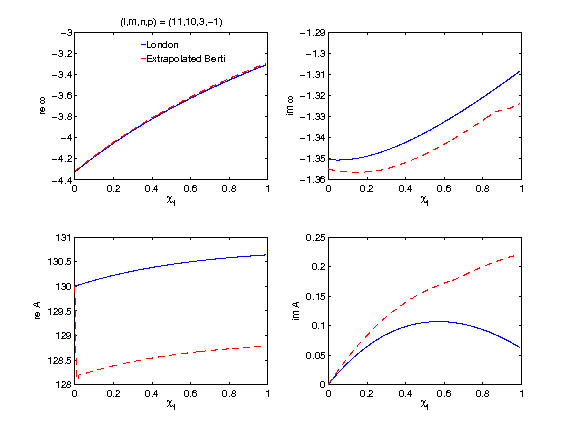 (l,m,n,p) = (11,10,3,−1)
London
Extrapolated Berti
re ω
−3
−3.2
−3.4
−3.6
−3.8
−4
−4.2
−4.4
0 0.2 0.4 0.6 0.8 1
χf
im ω
−1.29
−1.3
−1.31
−1.32
−1.33
−1.34
−1.35
−1.36
0 0.2 0.4 0.6 0.8 1
χf
re A
131
130.5
130
129.5
129
128.5
128
0 0.2 0.4 0.6 0.8 1
χf
im A
0.25
0.2
0.15
0.1
0.05
0
0 0.2 0.4 0.6 0.8 1
χf